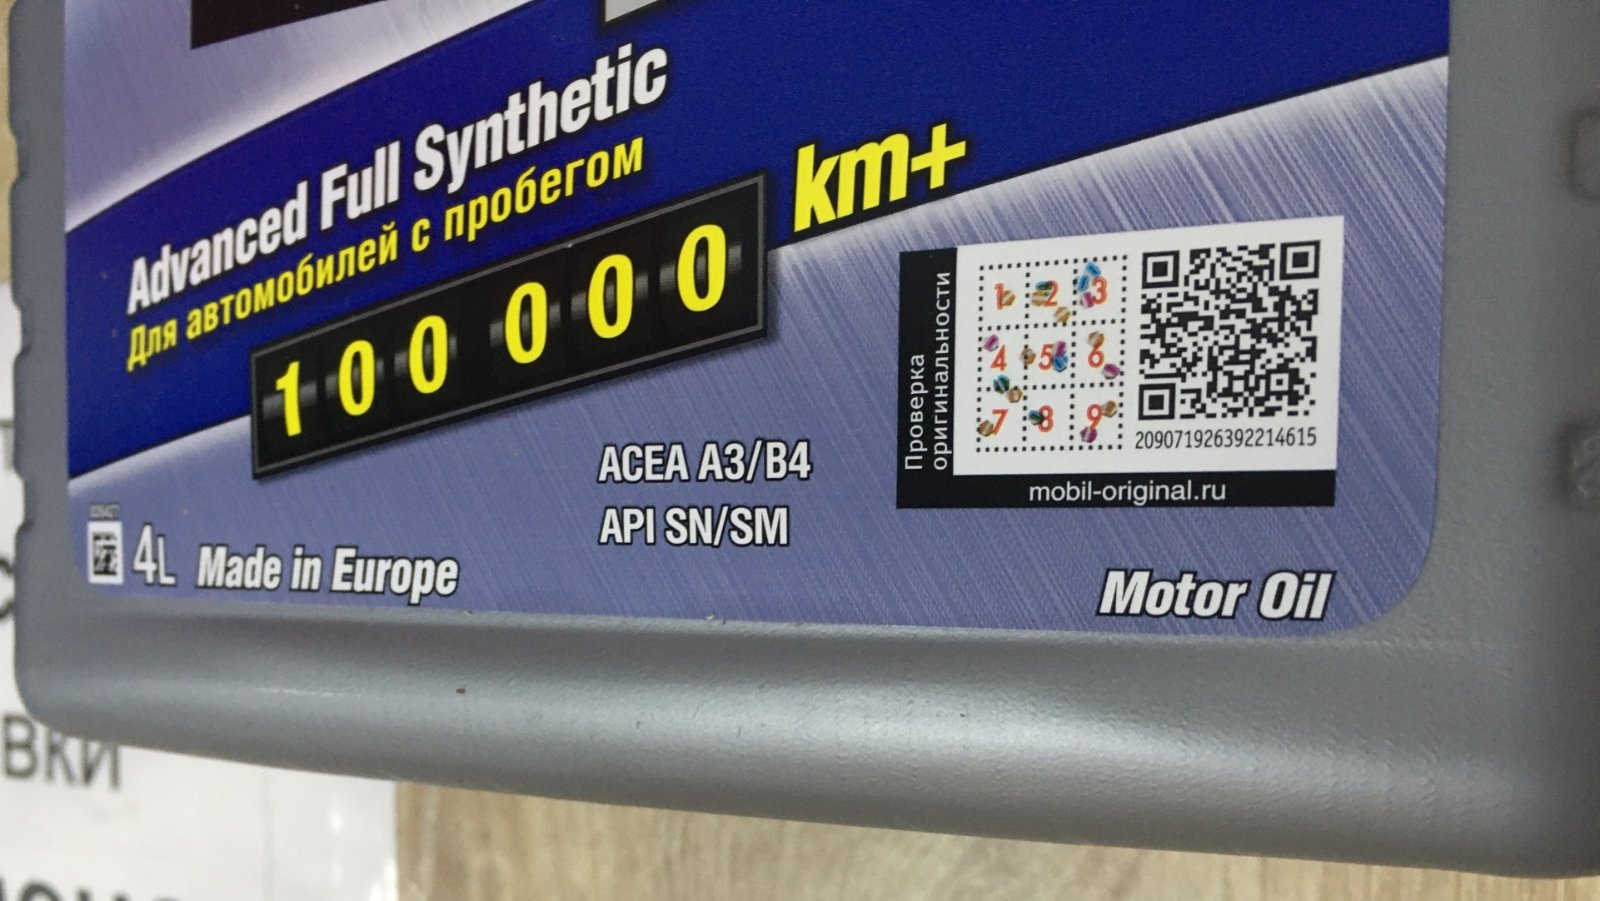 Advanced Full Synthetic
Для автомобилей с пробегом
100 000 km+
Проверка
оригинальности
1 2 3
4 5 6
7 8 9
209071926392214615
mobil-original.ru
ACEA A3/B4
API SN/SM
4L Made in Europe
Motor Oil
вки